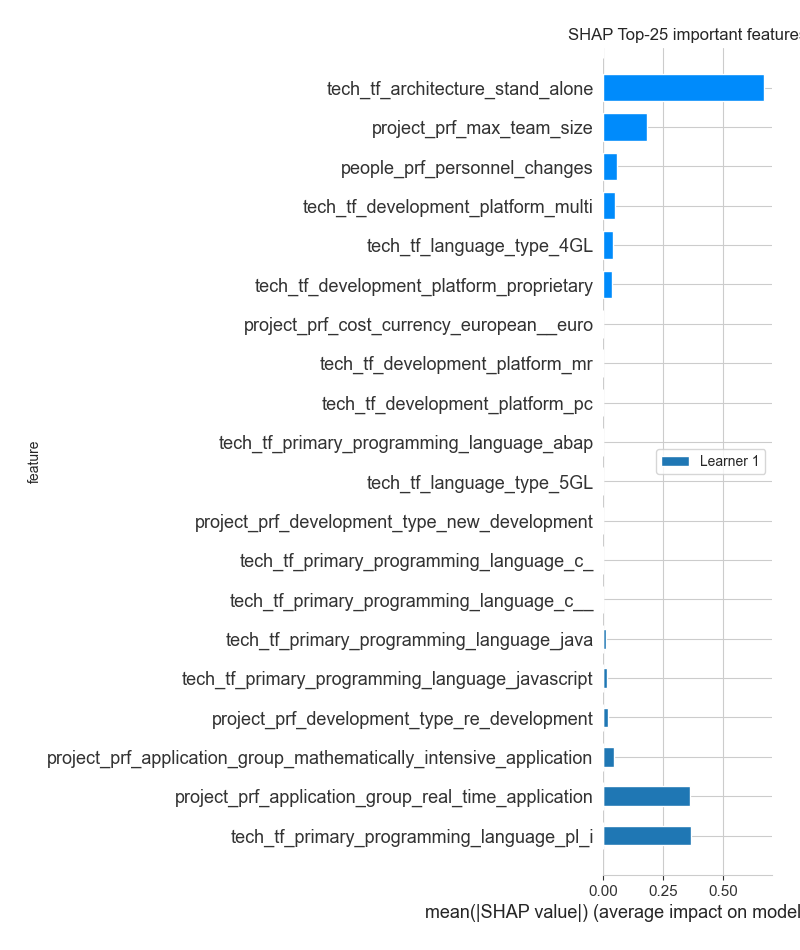 SHAP Top-25 important features
tech_tf_architecture_stand_alone
project_prf_max_team_size
people_prf_personnel_changes
tech_tf_development_platform_multi
tech_tf_language_type_4GL
tech_tf_development_platform_proprietary
project_prf_cost_currency_european__euro
tech_tf_development_platform_mr
tech_tf_development_platform_pc
tech_tf_primary_programming_language_abap
feature
Learner 1
tech_tf_language_type_5GL
project_prf_development_type_new_development
tech_tf_primary_programming_language_c_
tech_tf_primary_programming_language_c__
tech_tf_primary_programming_language_java
tech_tf_primary_programming_language_javascript
project_prf_development_type_re_development
project_prf_application_group_mathematically_intensive_application
project_prf_application_group_real_time_application
tech_tf_primary_programming_language_pl_i
0.00 0.25 0.50
mean(|SHAP value|) (average impact on model